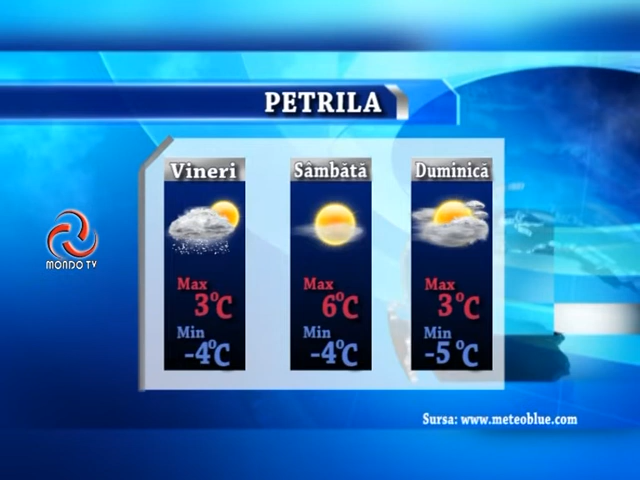 PETRILA
Vineri
Max
3°C
Min
-4°C
Sâmbătă
Max
6°C
Min
-4°C
Duminică
Max
3°C
Min
-5 °C
MONDO TV
Sursa: www.meteoblue.com